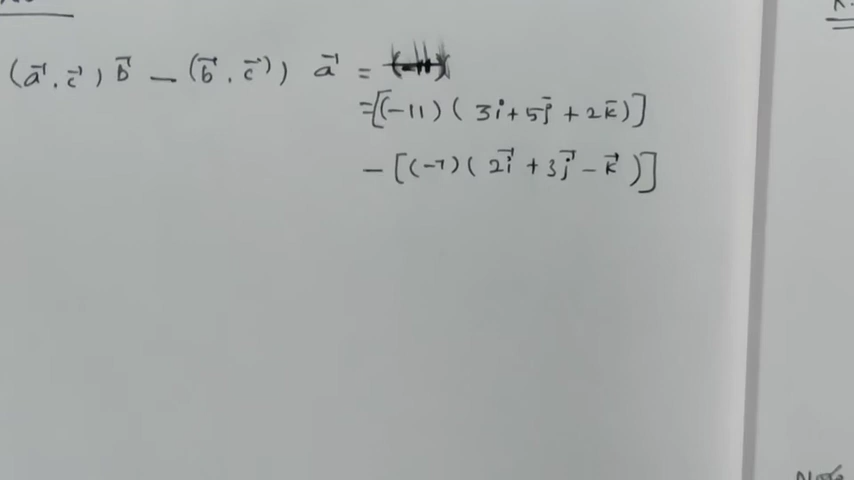 (a⃗ . c⃗) b⃗ − (b⃗ . c⃗) ) a⃗ =
= [(−11) ( 3i + 5j̄ + 2k̄ ) ]
− [ (−7) ( 2i⃗ + 3j⃗ − k⃗ ) ]